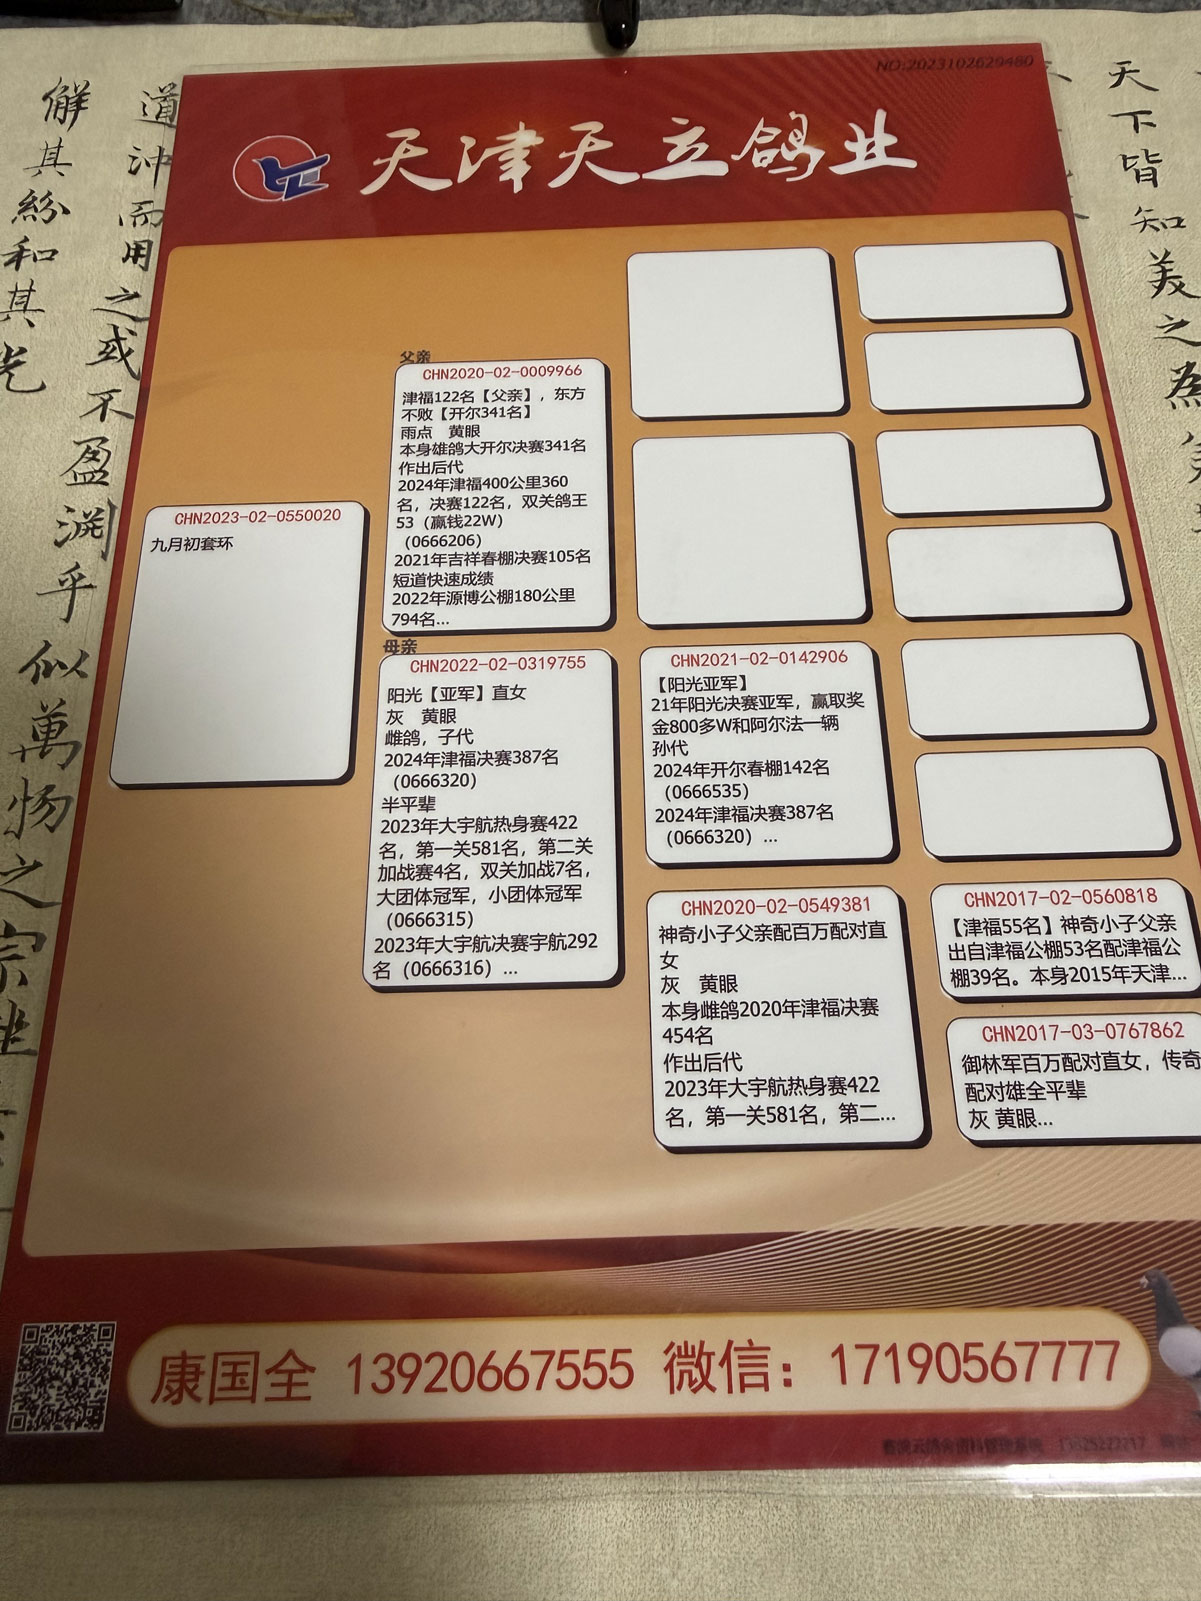 NO:2023102629480
天津天立鸽业
CHN2023-02-0550020
九月初套环
父亲
CHN2020-02-0009966
津福122名【父亲】，东方
不败【开尔341名】
雨点 黄眼
本身雄鸽大开尔决赛341名
作出后代
2024年津福400公里360
名，决赛122名，双关鸽王
53（赢钱22W）
（0666206）
2021年吉祥春棚决赛105名
短道快速成绩
2022年源博公棚180公里
794名...
母亲
CHN2022-02-0319755
阳光【亚军】直女
灰 黄眼
雌鸽，子代
2024年津福决赛387名
（0666320）
半平辈
2023年大宇航热身赛422
名，第一关581名，第二关
加战赛4名，双关加战7名，
大团体冠军，小团体冠军
（0666315）
2023年大宇航决赛宇航292
名（0666316）...
CHN2021-02-0142906
【阳光亚军】
21年阳光决赛亚军，赢取奖
金800多W和阿尔法一辆
孙代
2024年开尔春棚142名
（0666535）
2024年津福决赛387名
（0666320）...
CHN2020-02-0549381
神奇小子父亲配百万配对直
女
灰 黄眼
本身雌鸽2020年津福决赛
454名
作出后代
2023年大宇航热身赛422
名，第一关581名，第二...
CHN2017-02-0560818
【津福55名】神奇小子父亲
出自津福公棚53名配津福公
棚39名。本身2015年天津...
CHN2017-03-0767862
御林军百万配对直女，传奇
配对雄全平辈
灰 黄眼...
康国全 13920667555 微信：17190567777
天下皆知美之為
道沖而用之或不盈淵乎似萬物之宗
解其紛和其光